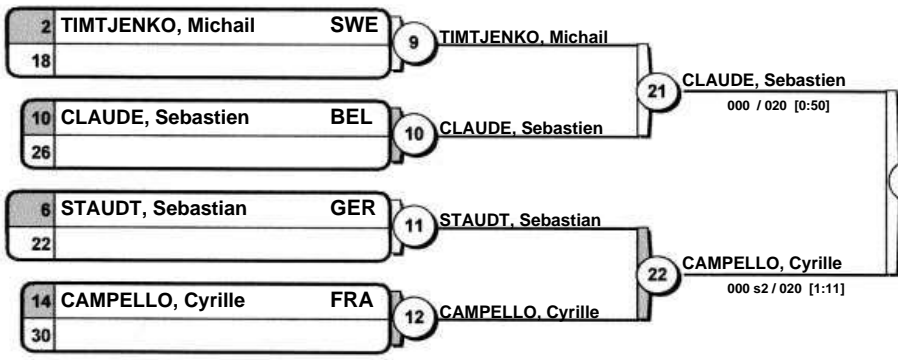 2 TIMTJENKO, Michail SWE
18
9 TIMTJENKO, Michail
10 CLAUDE, Sebastien BEL
26
10 CLAUDE, Sebastien
21 CLAUDE, Sebastien
000 / 020 [0:50]
6 STAUDT, Sebastian GER
22
11 STAUDT, Sebastian
14 CAMPELLO, Cyrille FRA
30
12 CAMPELLO, Cyrille
22 CAMPELLO, Cyrille
000 s2 / 020 [1:11]